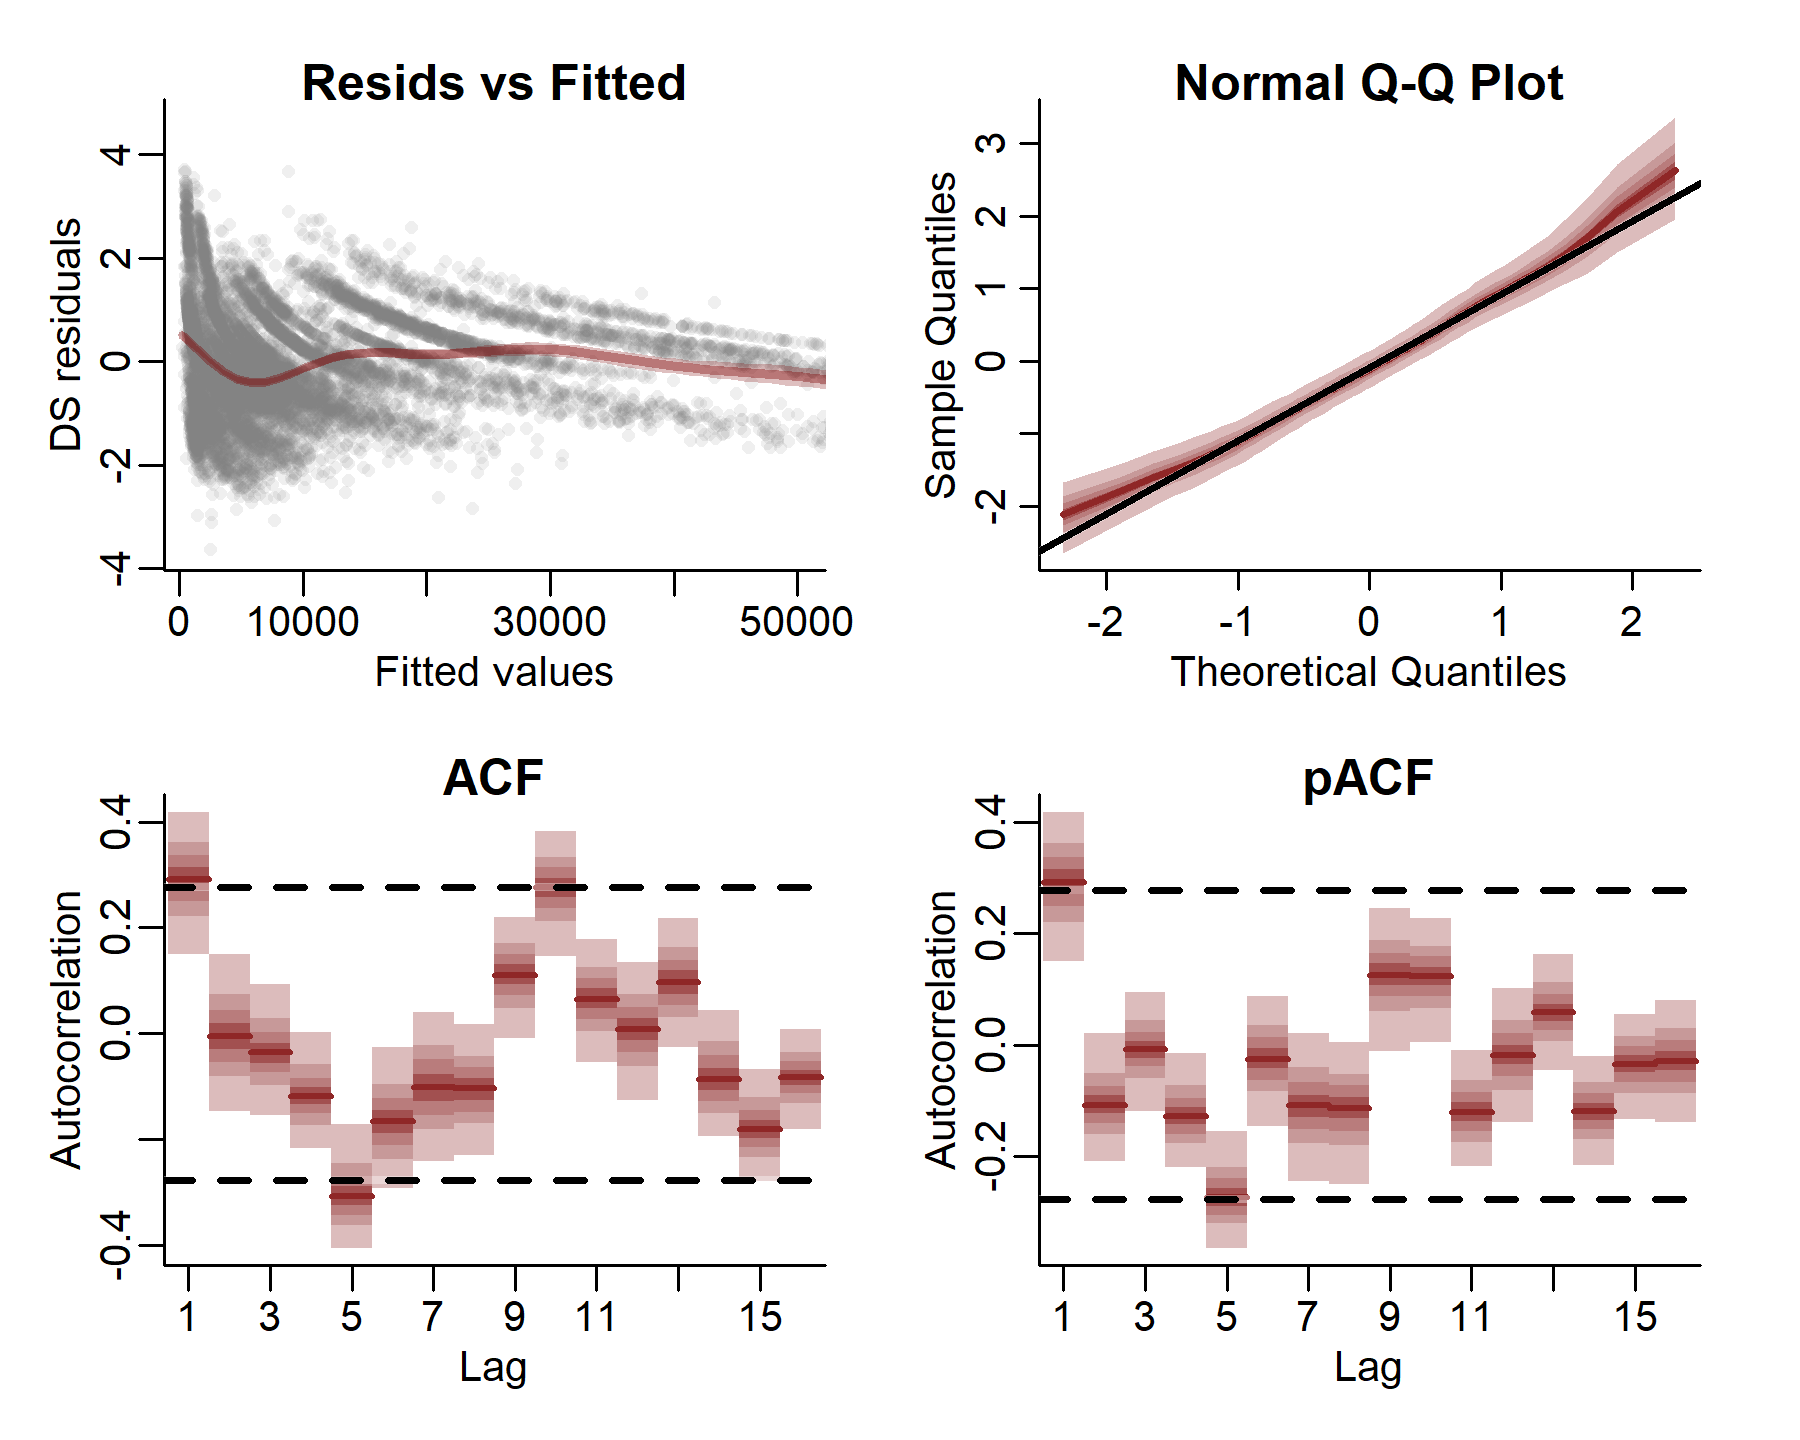 Resids vs Fitted
DS residuals
4
2
0
-2
-4
0 10000 30000 50000
Fitted values
Normal Q-Q Plot
Sample Quantiles
3
2
1
0
-2
-2 -1 0 1 2
Theoretical Quantiles
ACF
Autocorrelation
0.4
0.2
0.0
-0.4
1 3 5 7 9 11 15
Lag
pACF
Autocorrelation
0.4
0.2
0.0
-0.2
1 3 5 7 9 11 15
Lag